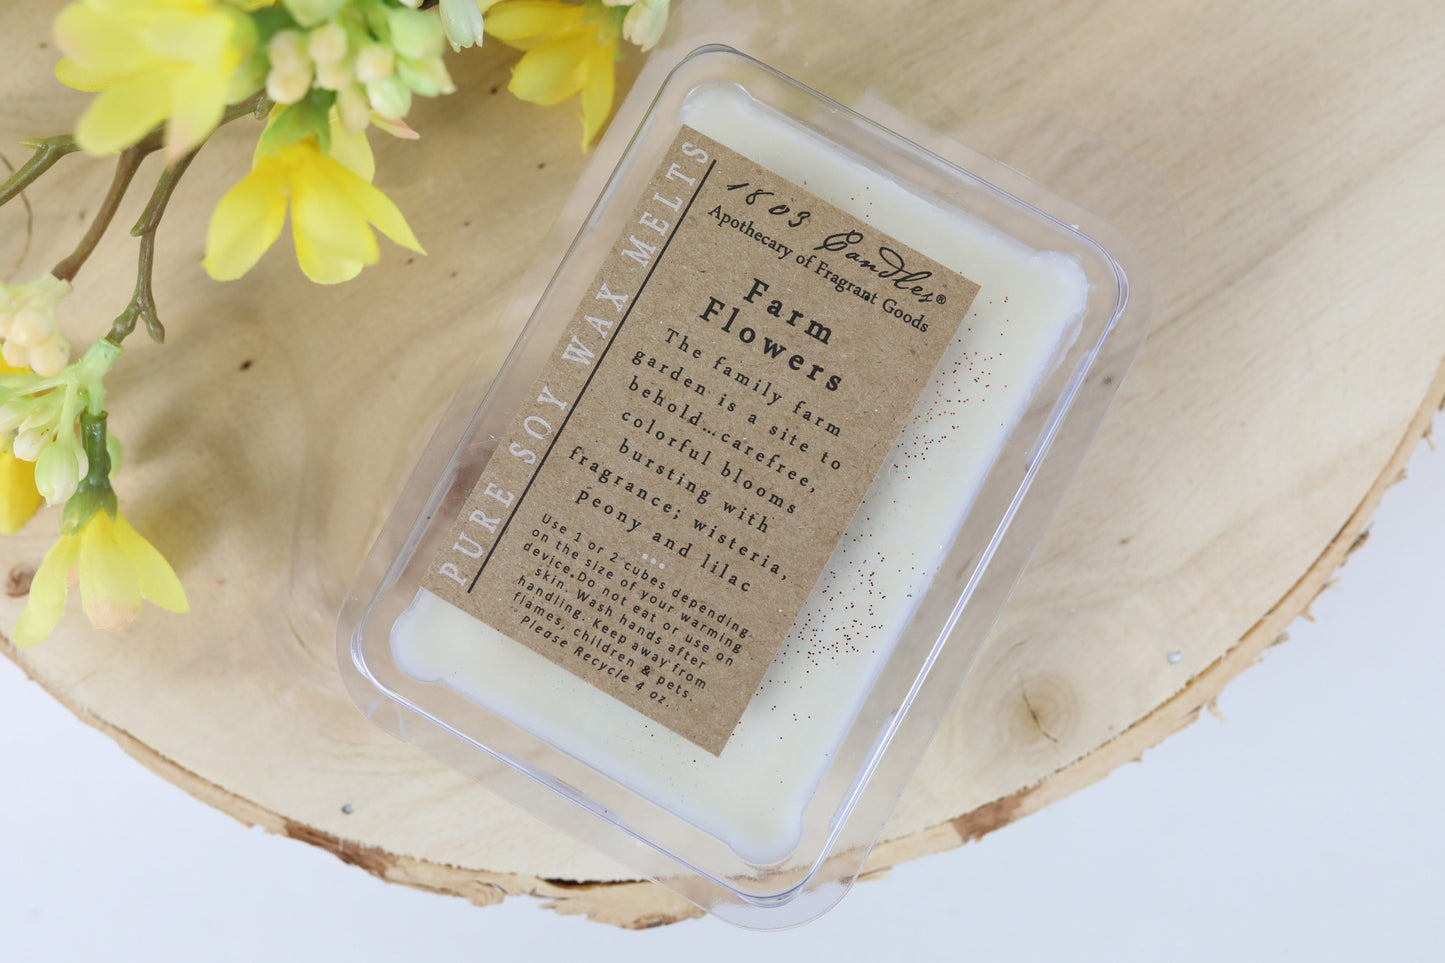 PURE SOY WAX MELTS
1803 Candles®
Apothecary of Fragrant Goods
Farm
Flowers
The family farm
garden is a site to
behold...carefree,
colorful blooms
bursting with
fragrance; wisteria,
peony and lilac
Use 1 or 2 cubes depending
on the size of your warming
device.Do not eat or use on
skin. Wash hands after
handling. Keep away from
flames, children & pets.
Please Recycle 4 oz.